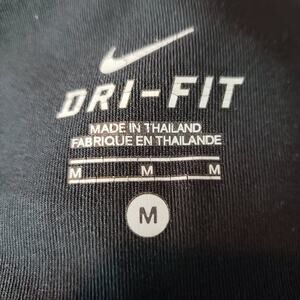 DRI-FIT
MADE IN THAILAND
FABRIQUE EN THAILANDE
M M M
M